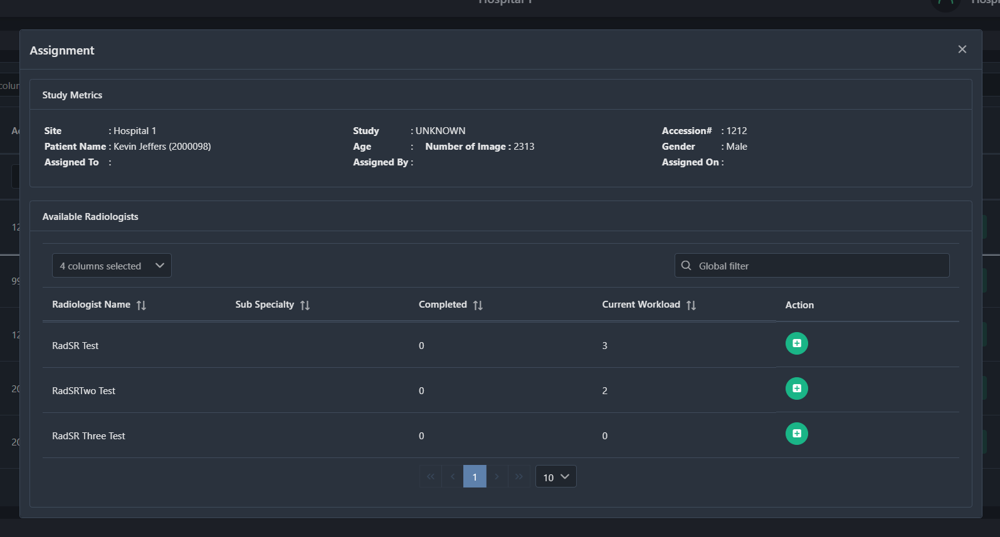 Hospital 1
Assignment
Study Metrics
Site : Hospital 1 Study : UNKNOWN Accession# : 1212
Patient Name : Kevin Jeffers (2000098) Age : Number of Image : 2313 Gender : Male
Assigned To : Assigned By : Assigned On :
Available Radiologists
4 columns selected Global filter
Radiologist Name Sub Specialty Completed Current Workload Action
RadSR Test 0 3
RadSRTwo Test 0 2
RadSR Three Test 0 0
« ‹ 1 › » 10